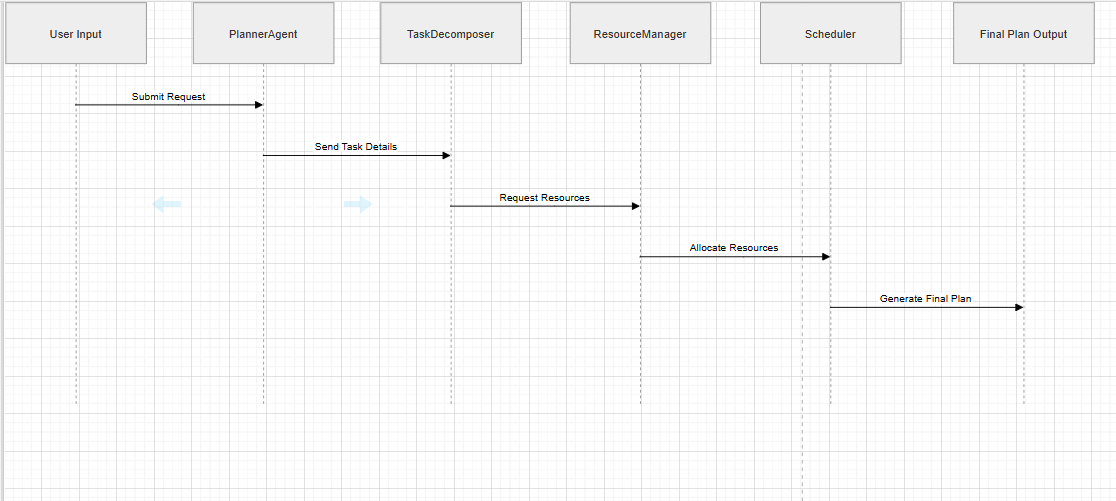 User Input
PlannerAgent
TaskDecomposer
ResourceManager
Scheduler
Final Plan Output
Submit Request
Send Task Details
Request Resources
Allocate Resources
Generate Final Plan